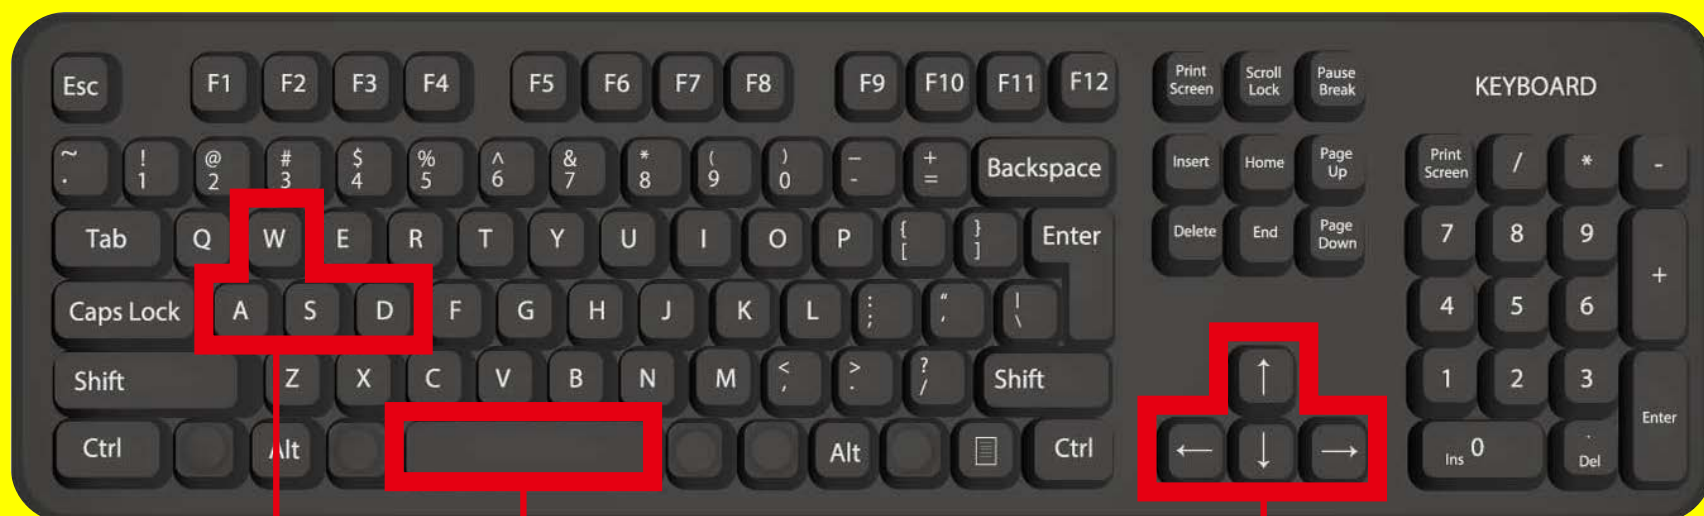 Esc F1 F2 F3 F4 F5 F6 F7 F8 F9 F10 F11 F12 Print Screen Scroll Lock Pause Break KEYBOARD
~ . ! 1 @ 2 # 3 $ 4 % 5 ^ 6 & 7 * 8 ( 9 ) 0 — - + = Backspace Insert Home Page Up Print Screen / * -
Tab Q W E R T Y U I O P { [ } ] Enter Delete End Page Down 7 8 9 +
Caps Lock A S D F G H J K L : ; “ ‘ | \ 4 5 6
Shift Z X C V B N M < , > . ? / Shift ↑ 1 2 3 Enter
Ctrl Alt Alt Ctrl ← ↓ → Ins 0 . Del